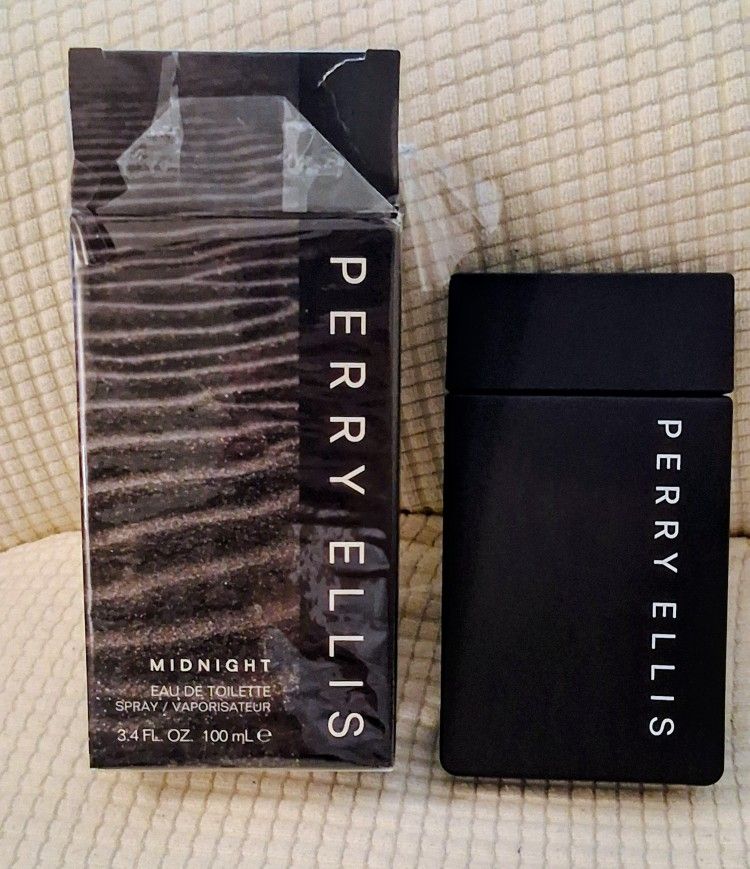 PERRY ELLIS
MIDNIGHT
EAU DE TOILETTE
SPRAY / VAPORISATEUR
3.4 FL. OZ. 100 mL ℮
PERRY ELLIS